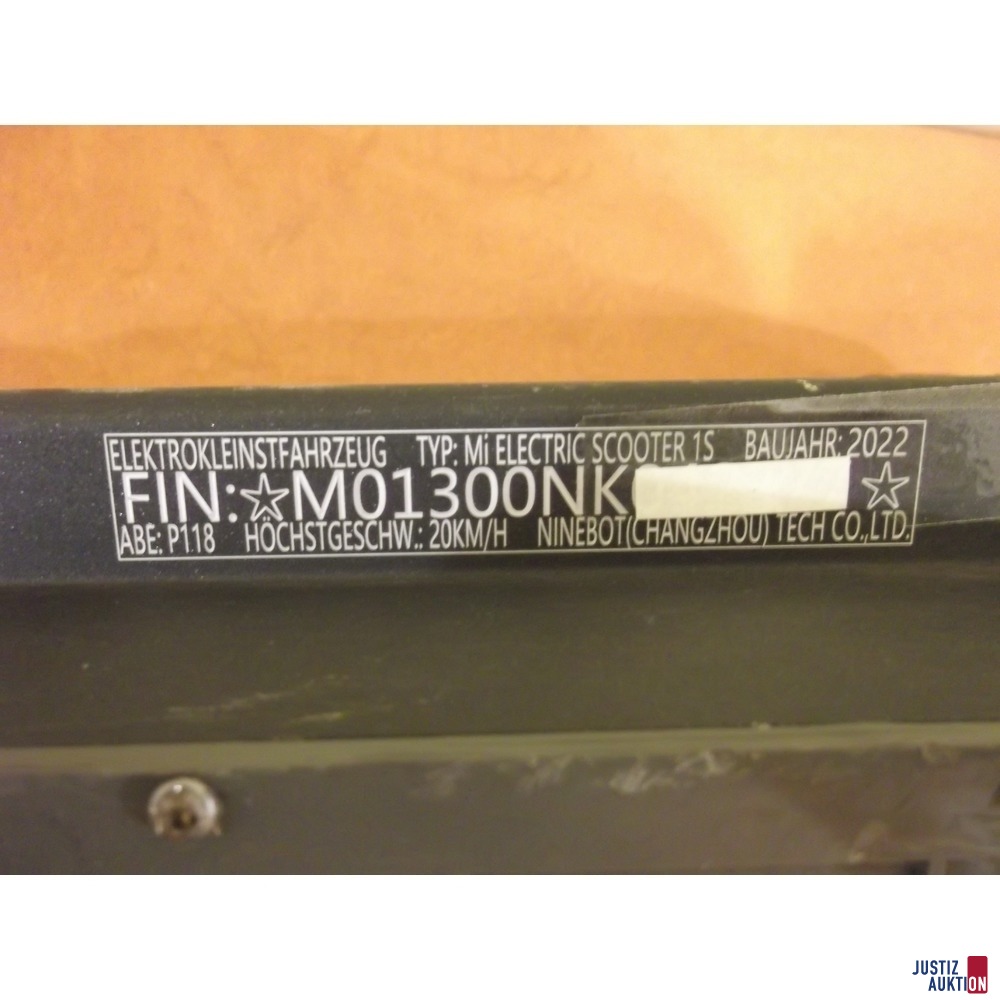 ELEKTROKLEINSTFAHRZEUG TYP: Mi ELECTRIC SCOOTER 1S BAUJAHR: 2022
FIN:☆M01300NK ☆
ABE: P118 HÖCHSTGESCHW.: 20KM/H NINEBOT(CHANGZHOU) TECH CO.,LTD.
JUSTIZ
AUKTION